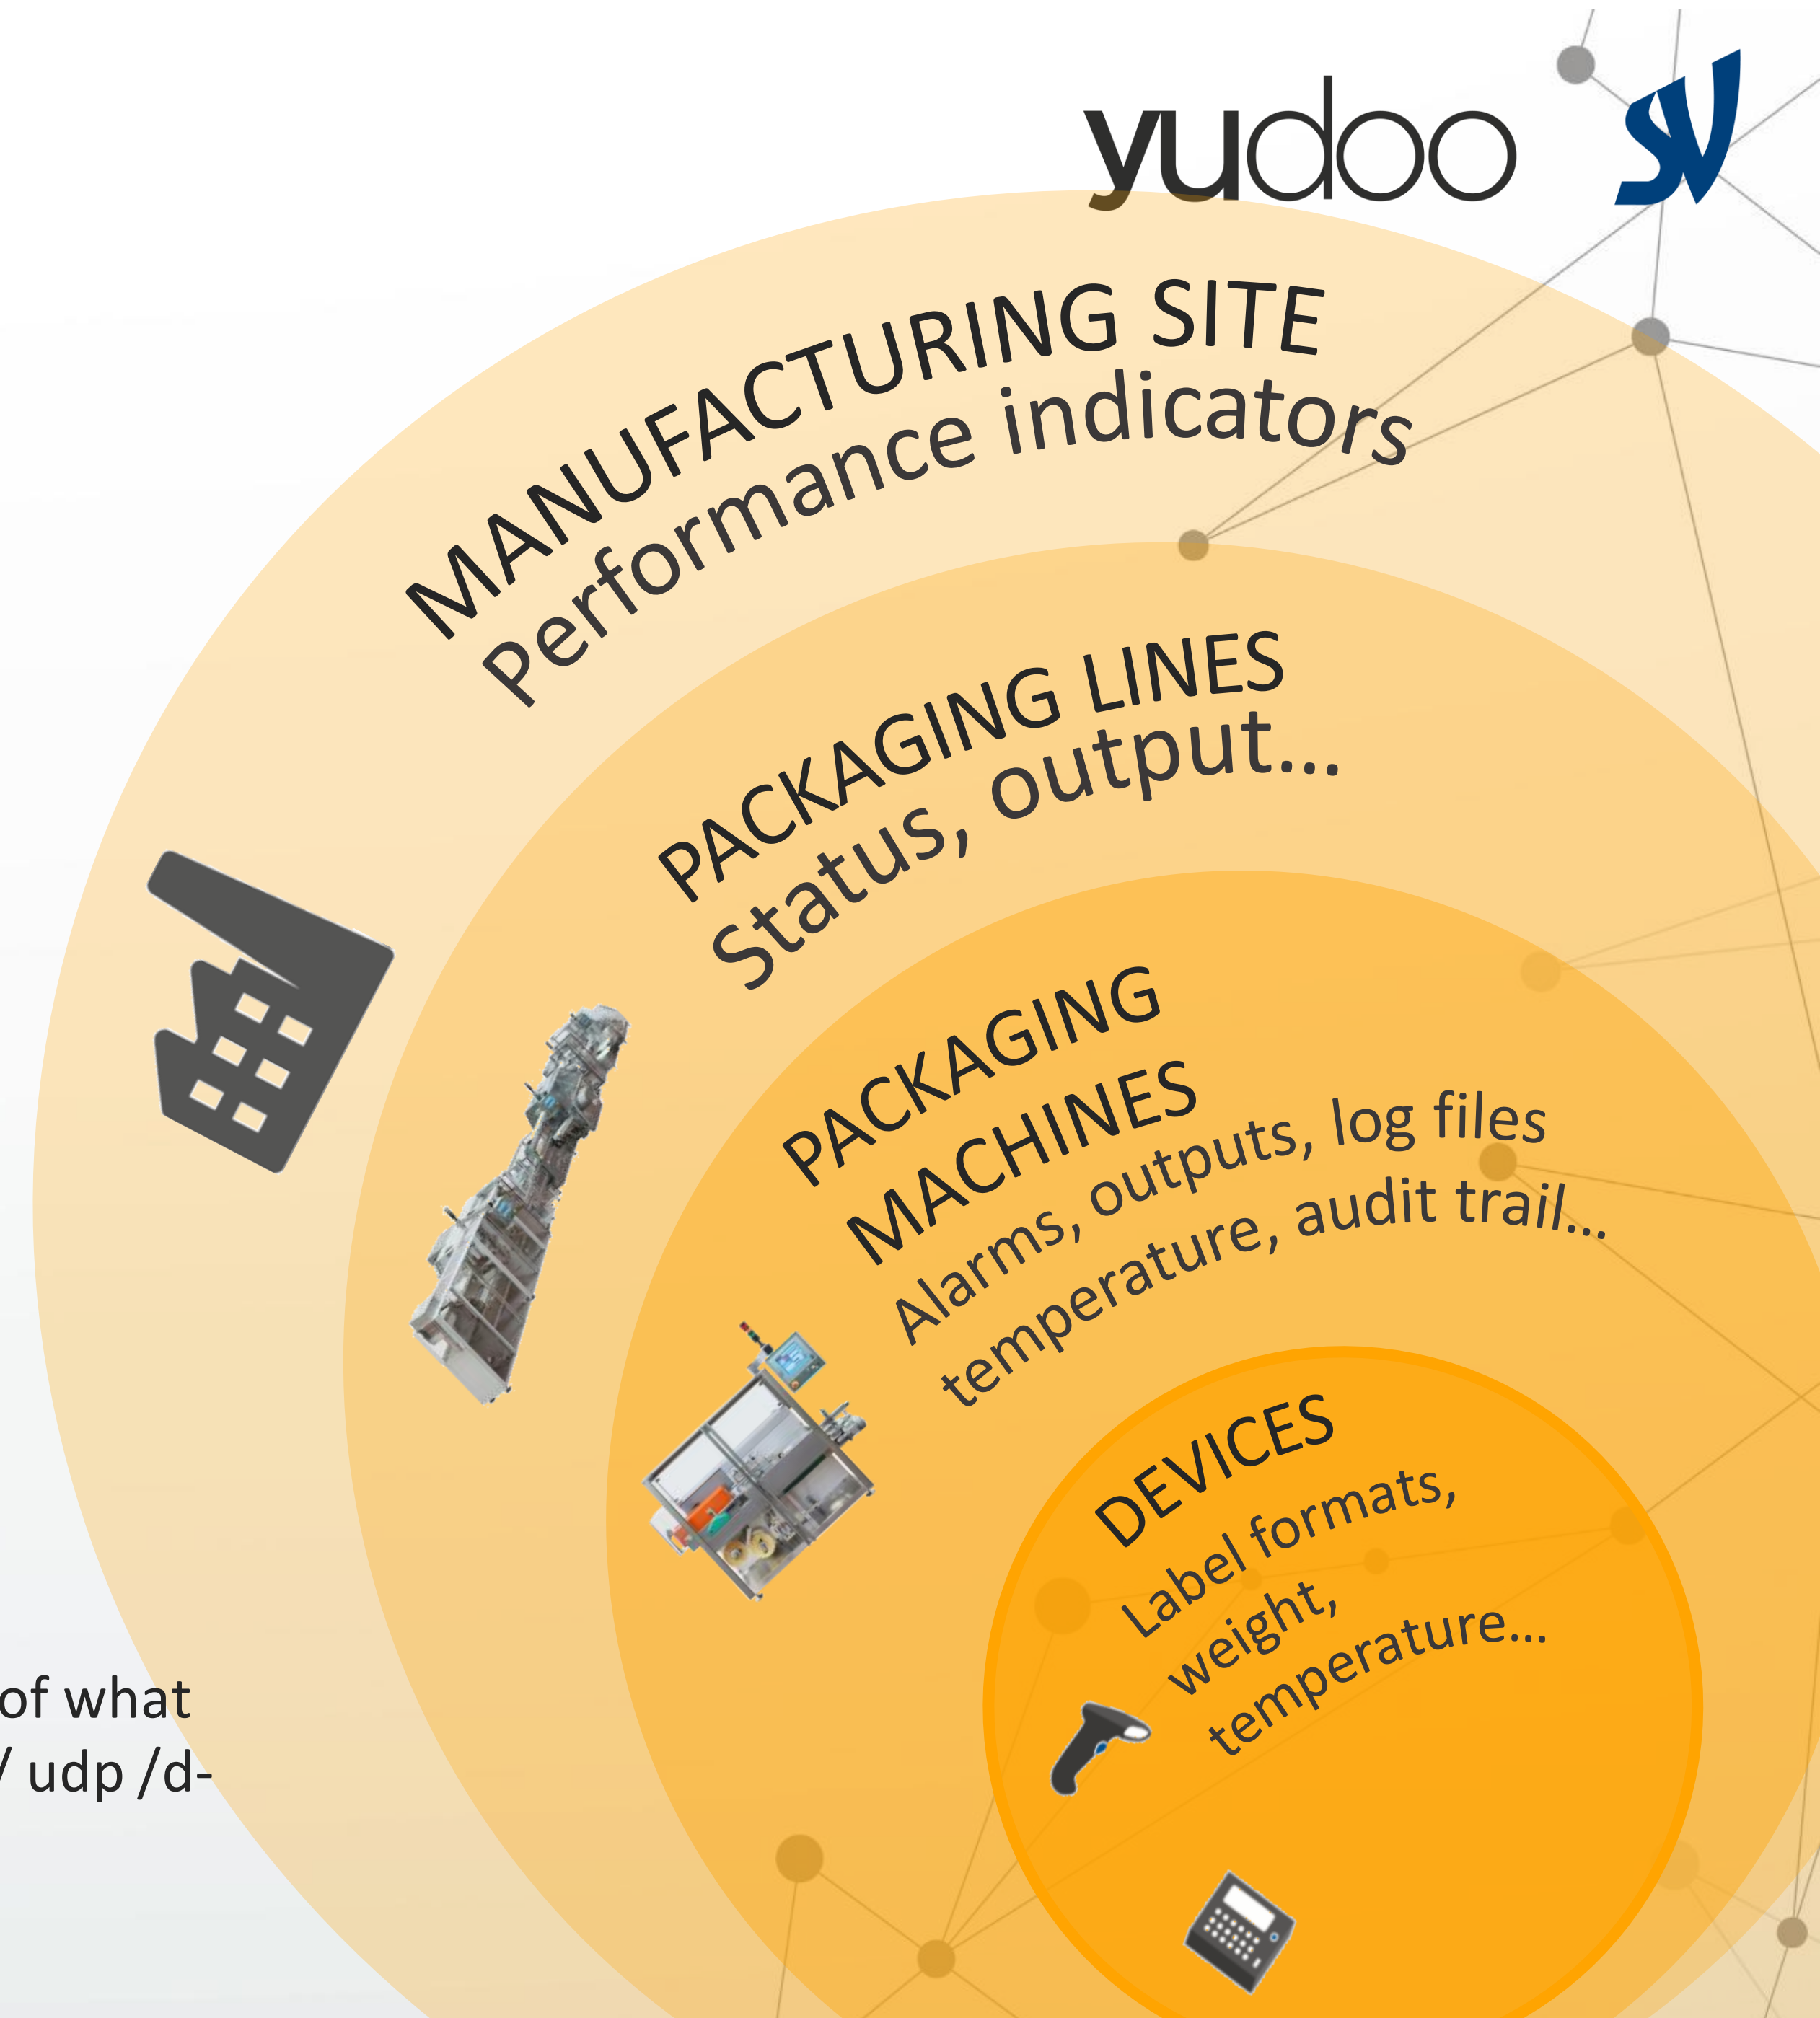 yudoo
MANUFACTURING SITE
Performance indicators
PACKAGING LINES
Status, output...
PACKAGING
MACHINES
Alarms, outputs, log files
temperature, audit trail...
DEVICES
Label formats,
weight,
temperature...
of what
/ udp /d-